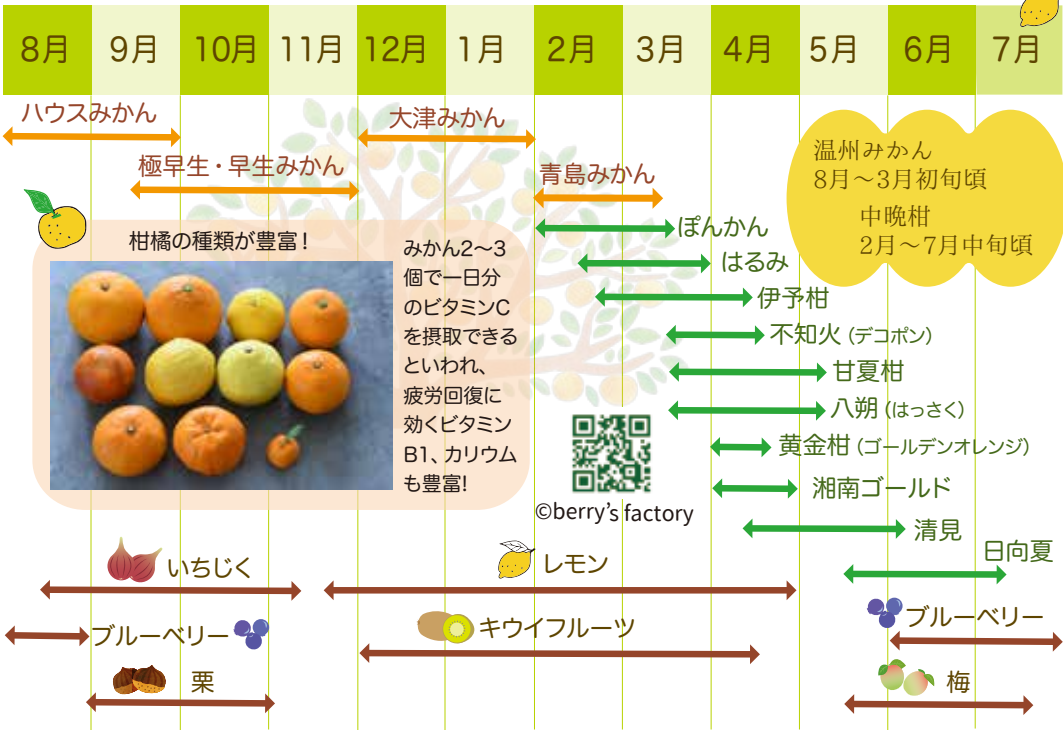 8月 9月 10月 11月 12月 1月 2月 3月 4月 5月 6月 7月
ハウスみかん
大津みかん
極早生・早生みかん
青島みかん
温州みかん
8月〜3月初旬頃
中晩柑
2月〜7月中旬頃
柑橘の種類が豊富！
みかん2〜3
個で一日分
のビタミンC
を摂取できる
といわれ、
疲労回復に
効くビタミン
B1、カリウム
も豊富!
ぽんかん
はるみ
伊予柑
不知火（デコポン）
甘夏柑
八朔（はっさく）
黄金柑（ゴールデンオレンジ）
湘南ゴールド
清見
日向夏
©berry's factory
いちじく
レモン
ブルーベリー
キウイフルーツ
ブルーベリー
栗
梅